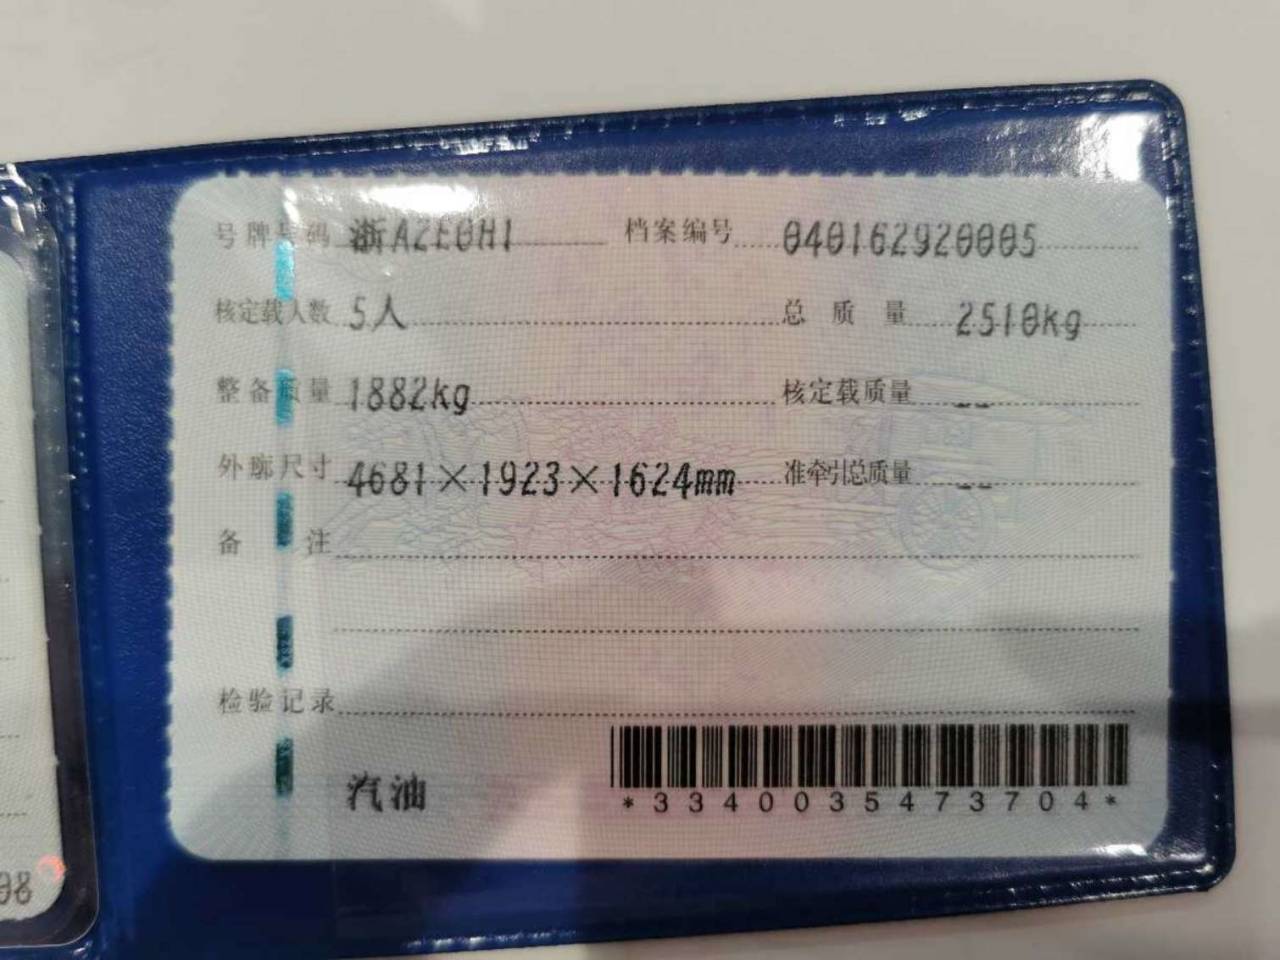 号牌号码 浙A2E0H1 档案编号 040162920005
核定载人数 5人 总质量 2510kg
整备质量 1882kg 核定载质量 --
外廓尺寸 4681×1923×1624mm 准牵引总质量 --
备注
检验记录
汽油
*3340035473704*
08